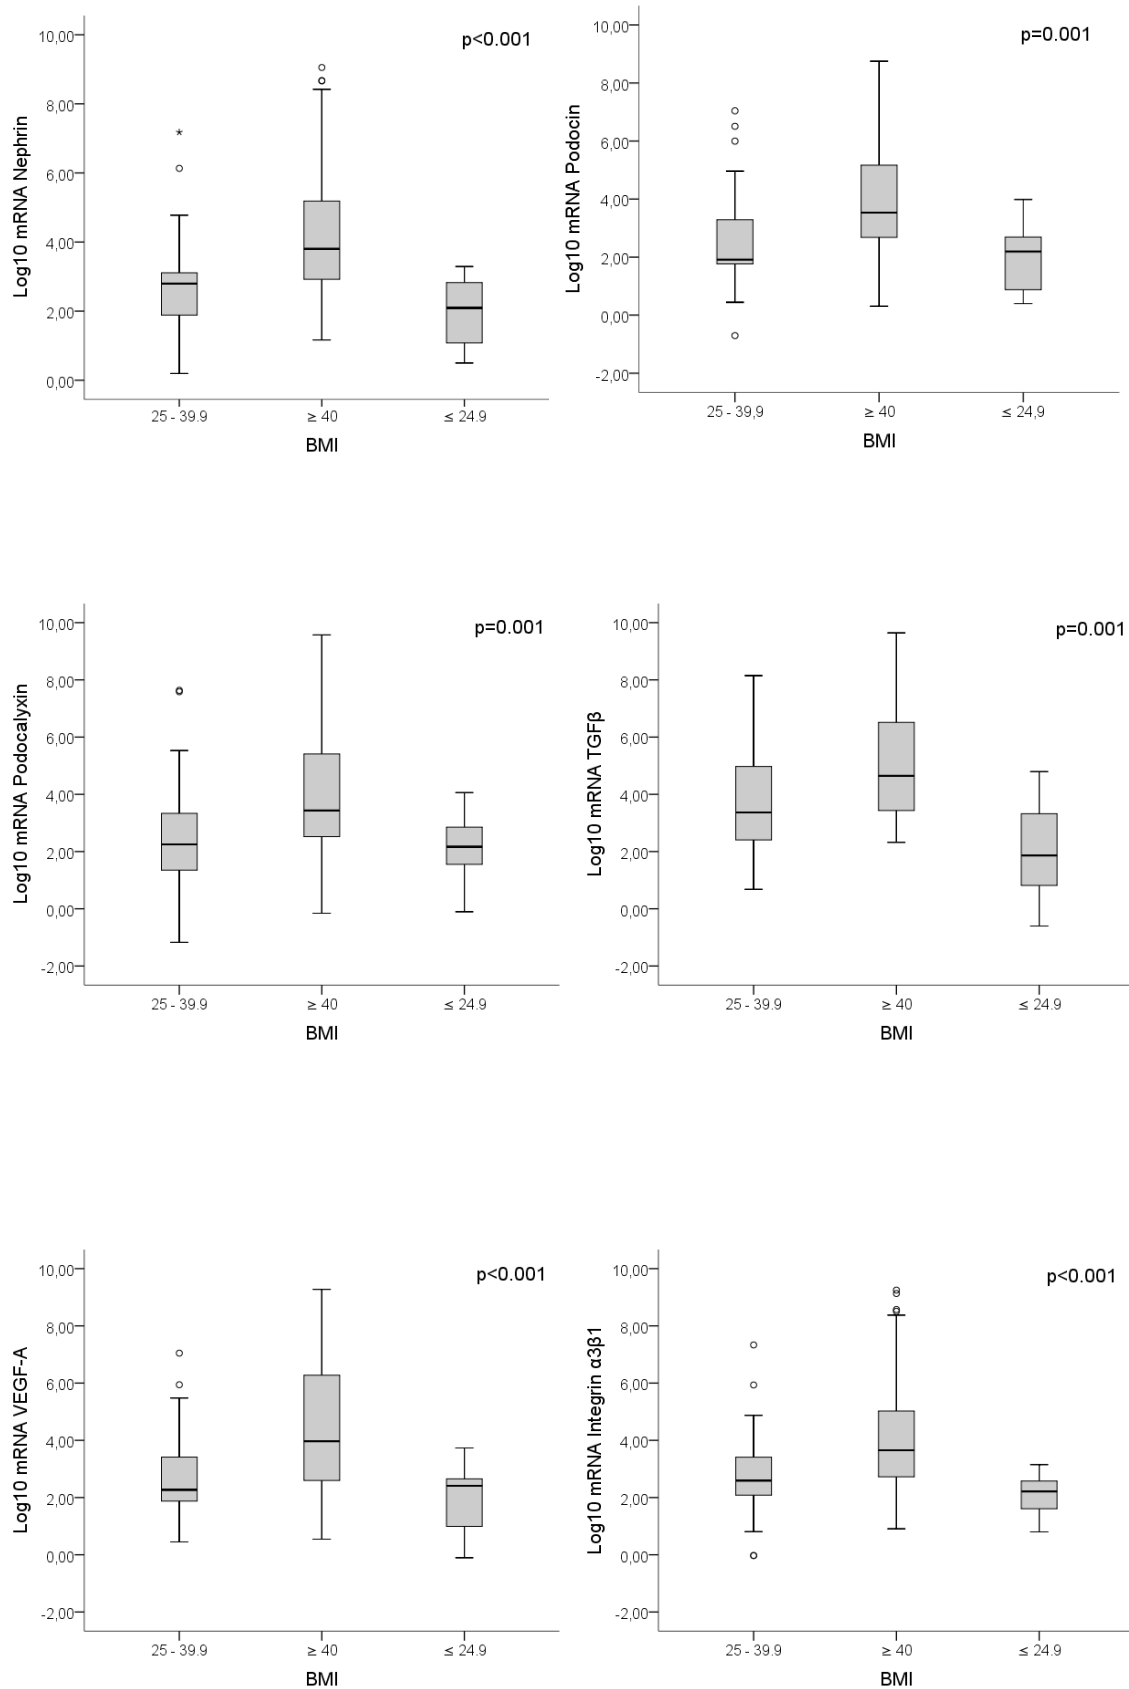 p<0.001
Log10 mRNA Nephrin
10,00
8,00
6,00
4,00
2,00
0,00
*
25 - 39.9
≥ 40
≤ 24.9
BMI
p=0.001
Log10 mRNA Podocin
10,00
8,00
6,00
4,00
2,00
0,00
-2,00
25 - 39,9
≥ 40
≤ 24,9
BMI
p=0.001
Log10 mRNA Podocalyxin
10,00
8,00
6,00
4,00
2,00
0,00
-2,00
25 - 39.9
≥ 40
≤ 24.9
BMI
p=0.001
Log10 mRNA TGFβ
10,00
8,00
6,00
4,00
2,00
0,00
-2,00
25 - 39.9
≥ 40
≤ 24.9
BMI
p<0.001
Log10 mRNA VEGF-A
10,00
8,00
6,00
4,00
2,00
0,00
-2,00
25 - 39.9
≥ 40
≤ 24.9
BMI
p<0.001
Log10 mRNA Integrin α3β1
10,00
8,00
6,00
4,00
2,00
0,00
-2,00
25 - 39.9
≥ 40
≤ 24.9
BMI